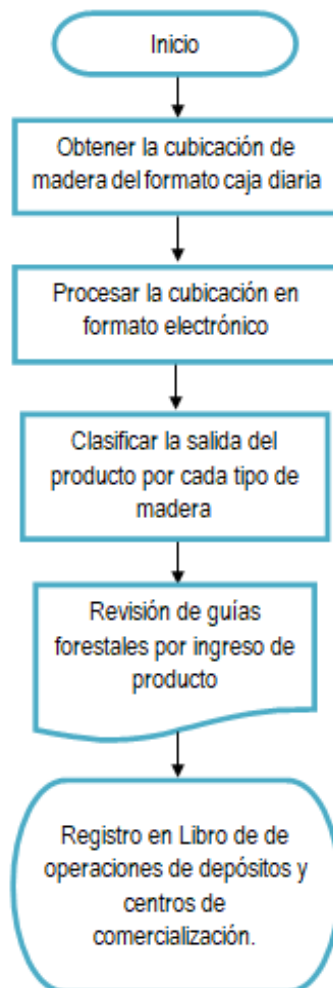 Inicio
Obtener la cubicación de
madera del formato caja diaria
Procesar la cubicación en
formato electrónico
Clasificar la salida del
producto por cada tipo de
madera
Revisión de guías
forestales por ingreso de
producto
Registro en Libro de de
operaciones de depósitos y
centros de
comercialización.